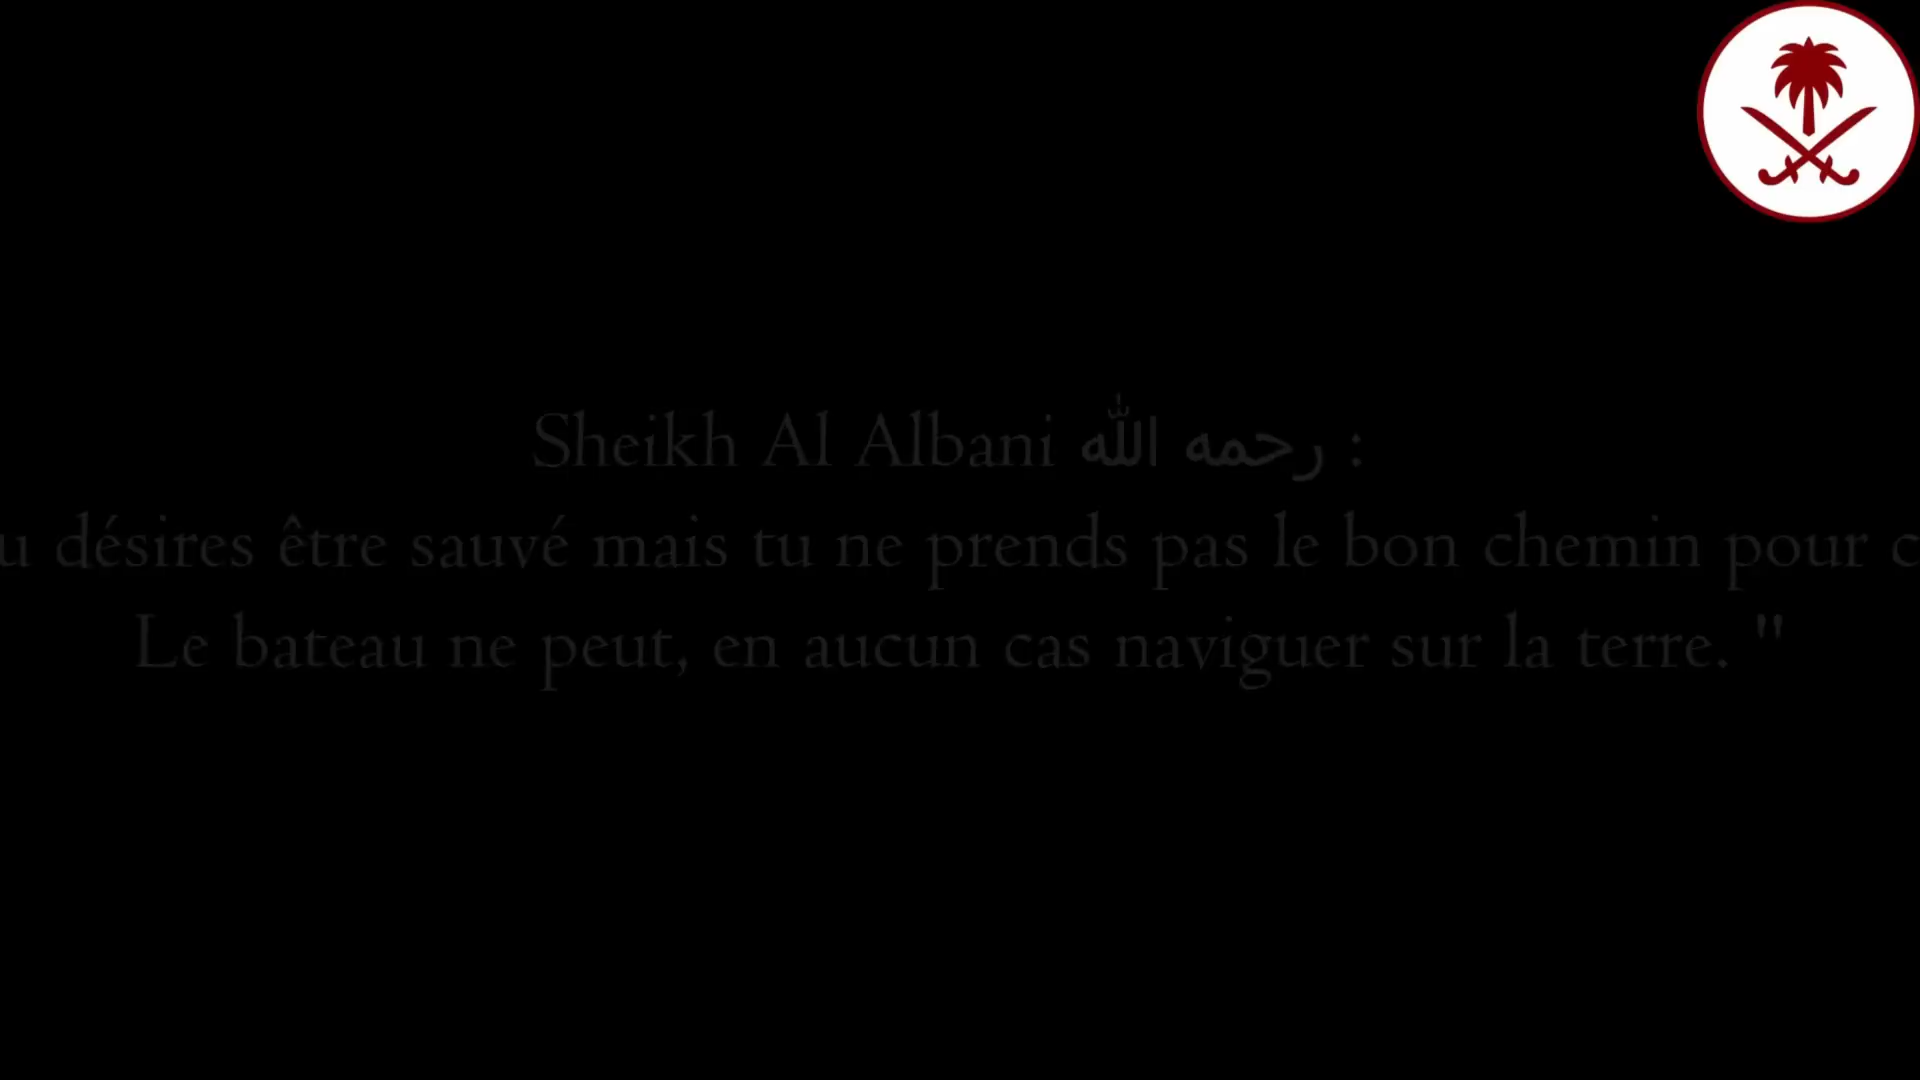 Sheikh Al Albani رحمه الله :
u désires être sauvé mais tu ne prends pas le bon chemin pour c
Le bateau ne peut, en aucun cas naviguer sur la terre. "